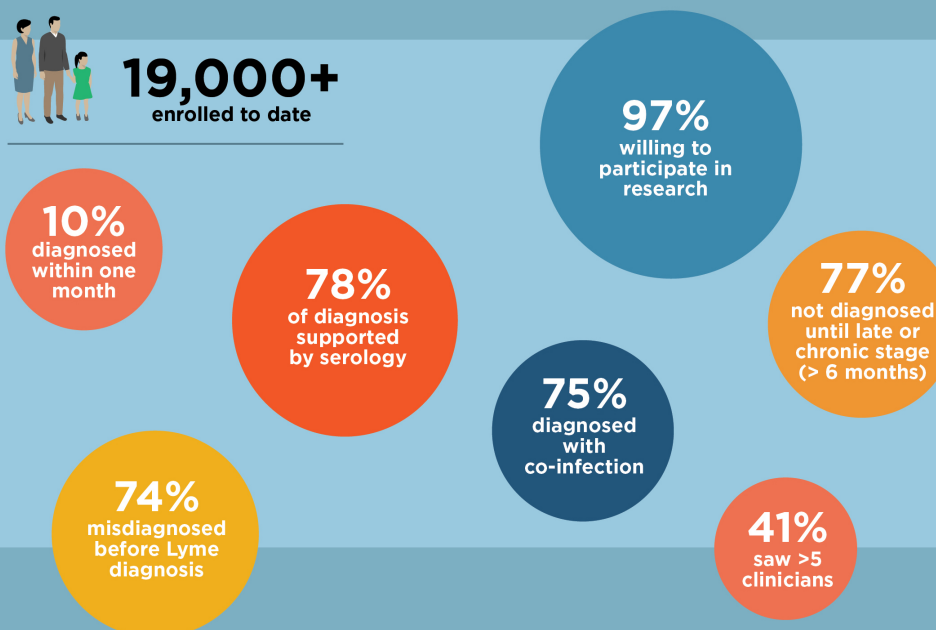 19,000+
enrolled to date
97%
willing to
participate in
research
10%
diagnosed
within one
month
78%
of diagnosis
supported
by serology
77%
not diagnosed
until late or
chronic stage
(> 6 months)
75%
diagnosed
with
co-infection
74%
misdiagnosed
before Lyme
diagnosis
41%
saw >5
clinicians